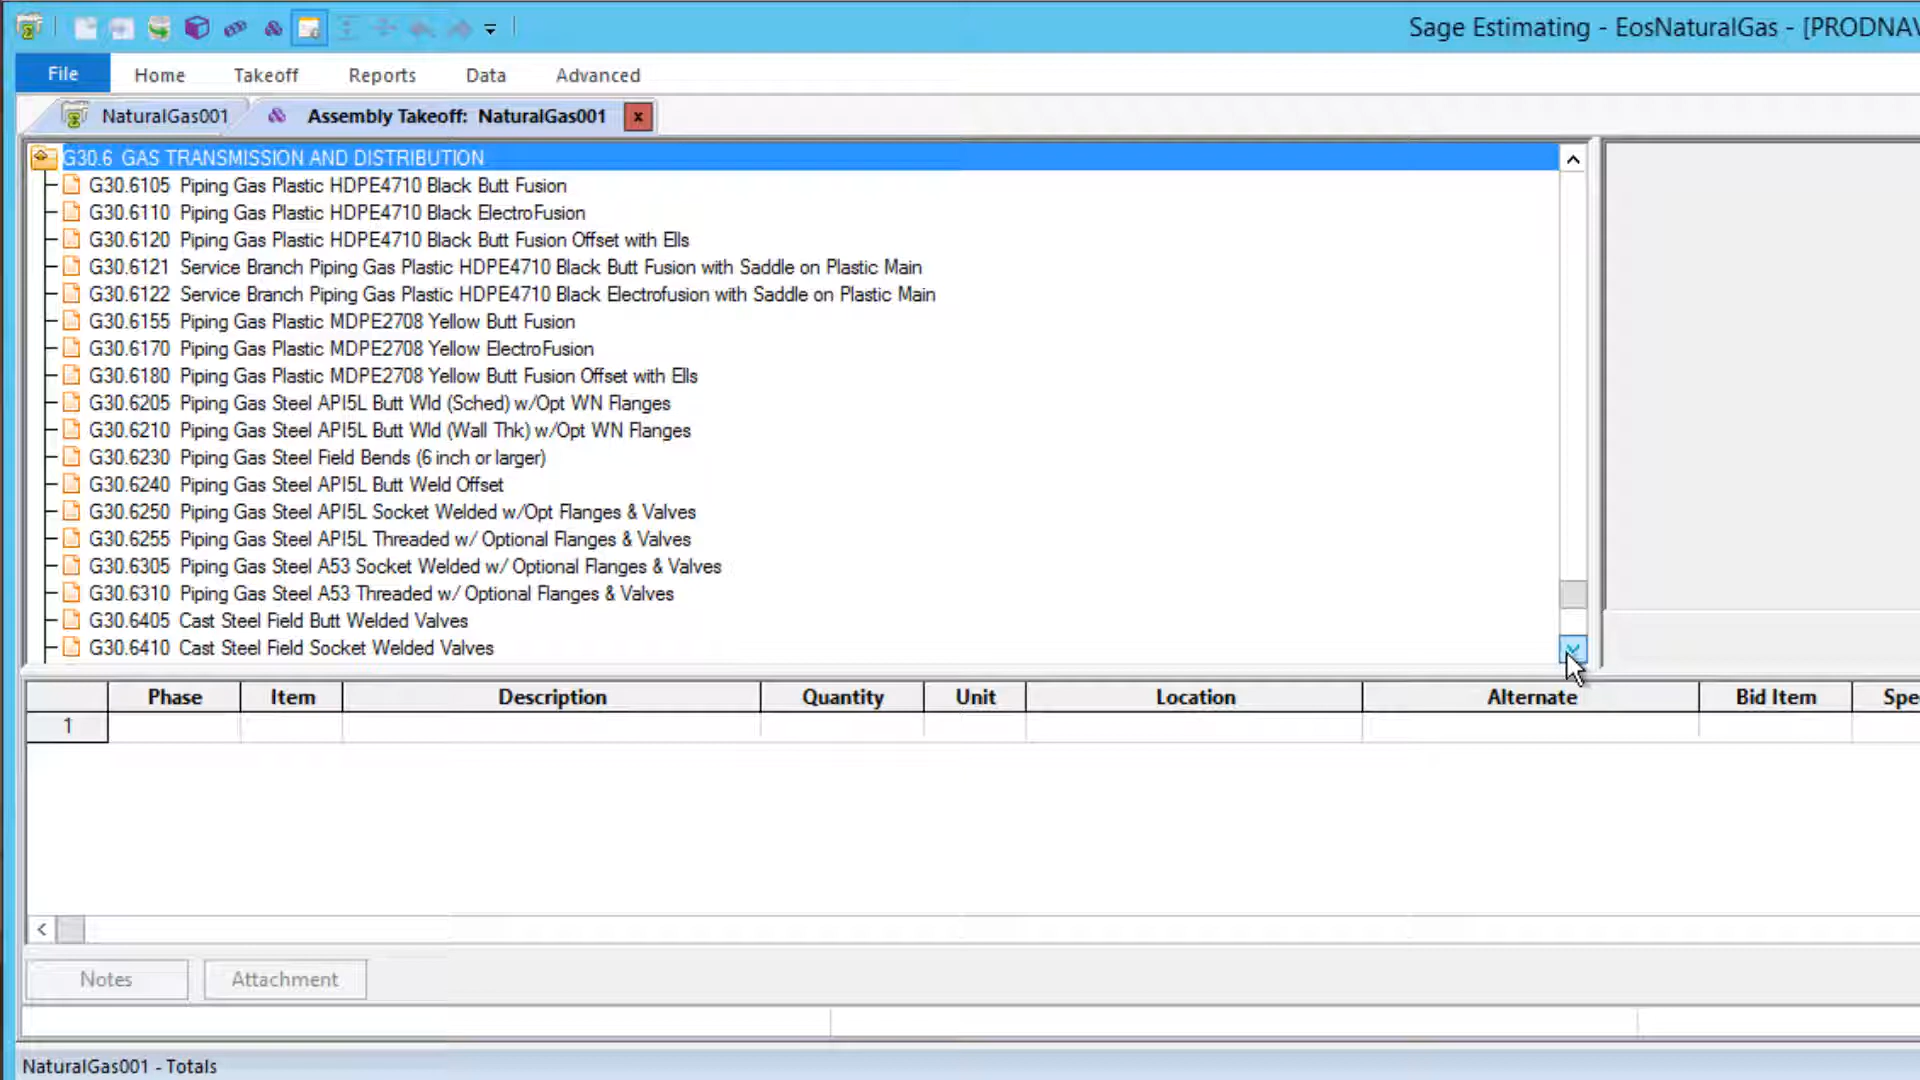 Sage Estimating - EosNaturalGas - [PRODNAV
File Home Takeoff Reports Data Advanced
NaturalGas001 Assembly Takeoff: NaturalGas001 x
G30.6 GAS TRANSMISSION AND DISTRIBUTION
G30.6105 Piping Gas Plastic HDPE4710 Black Butt Fusion
G30.6110 Piping Gas Plastic HDPE4710 Black ElectroFusion
G30.6120 Piping Gas Plastic HDPE4710 Black Butt Fusion Offset with Ells
G30.6121 Service Branch Piping Gas Plastic HDPE4710 Black Butt Fusion with Saddle on Plastic Main
G30.6122 Service Branch Piping Gas Plastic HDPE4710 Black Electrofusion with Saddle on Plastic Main
G30.6155 Piping Gas Plastic MDPE2708 Yellow Butt Fusion
G30.6170 Piping Gas Plastic MDPE2708 Yellow ElectroFusion
G30.6180 Piping Gas Plastic MDPE2708 Yellow Butt Fusion Offset with Ells
G30.6205 Piping Gas Steel API5L Butt Wld (Sched) w/Opt WN Flanges
G30.6210 Piping Gas Steel API5L Butt Wld (Wall Thk) w/Opt WN Flanges
G30.6230 Piping Gas Steel Field Bends (6 inch or larger)
G30.6240 Piping Gas Steel API5L Butt Weld Offset
G30.6250 Piping Gas Steel API5L Socket Welded w/Opt Flanges & Valves
G30.6255 Piping Gas Steel API5L Threaded w/ Optional Flanges & Valves
G30.6305 Piping Gas Steel A53 Socket Welded w/ Optional Flanges & Valves
G30.6310 Piping Gas Steel A53 Threaded w/ Optional Flanges & Valves
G30.6405 Cast Steel Field Butt Welded Valves
G30.6410 Cast Steel Field Socket Welded Valves
Phase Item Description Quantity Unit Location Alternate Bid Item Spe
1
Notes Attachment
NaturalGas001 - Totals